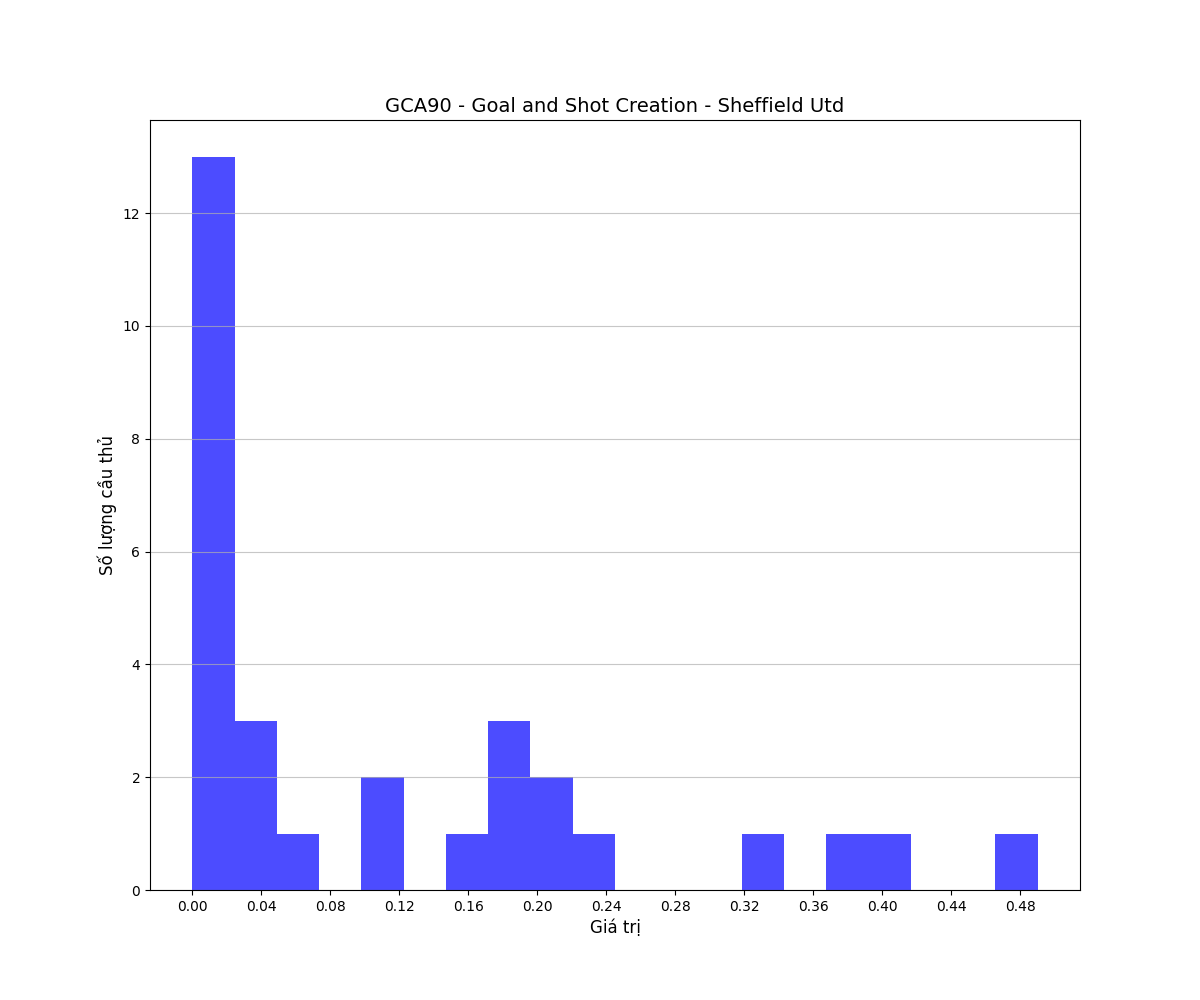 GCA90 - Goal and Shot Creation - Sheffield Utd
12
10
8
6
4
2
0
Số lượng cầu thủ
0.00 0.04 0.08 0.12 0.16 0.20 0.24 0.28 0.32 0.36 0.40 0.44 0.48
Giá trị